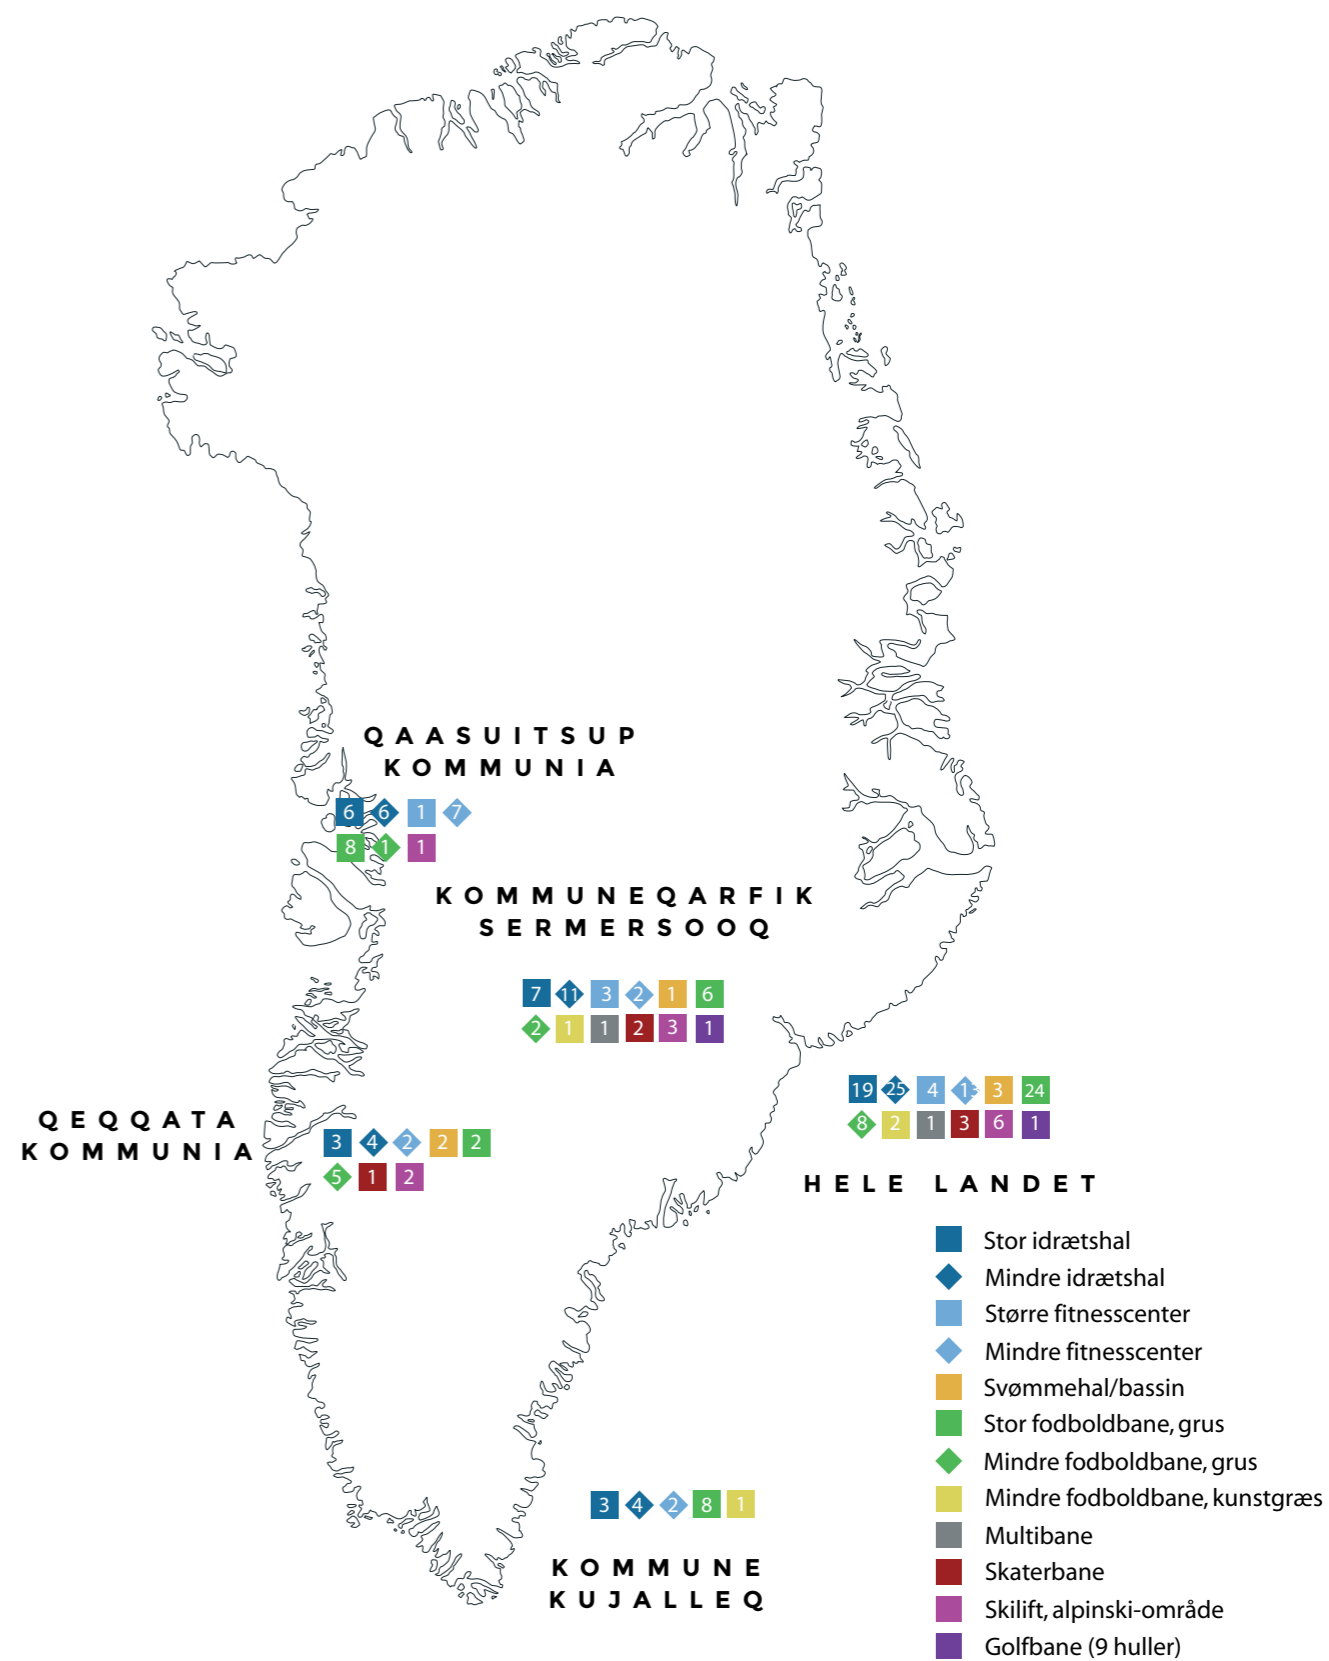 QAASUITSUP
KOMMUNIA
6 6 1 7
8 1 1
KOMMUNEQARFIK
SERMERSOOQ
7 11 3 2 1 6
2 1 1 2 3 1
QEQQATA
KOMMUNIA
3 4 2 2 2
5 1 2
19 25 4 13 3 24
8 2 1 3 6 1
HELE LANDET
Stor idrætshal
Mindre idrætshal
Større fitnesscenter
Mindre fitnesscenter
Svømmehal/bassin
Stor fodboldbane, grus
Mindre fodboldbane, grus
Mindre fodboldbane, kunstgræs
Multibane
Skaterbane
Skilift, alpinski-område
Golfbane (9 huller)
3 4 2 8 1
KOMMUNE
KUJALLEQ